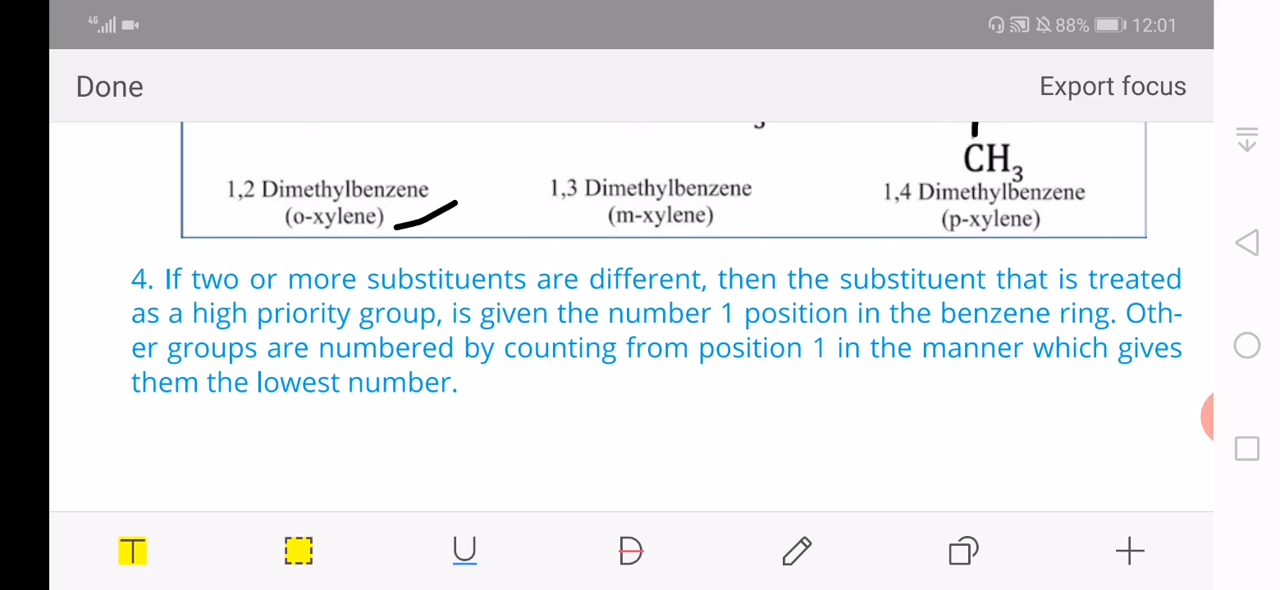 4G 88% 12:01
Done Export focus
CH3
1,2 Dimethylbenzene 1,3 Dimethylbenzene 1,4 Dimethylbenzene
(o-xylene) (m-xylene) (p-xylene)
4. If two or more substituents are different, then the substituent that is treated
as a high priority group, is given the number 1 position in the benzene ring. Oth-
er groups are numbered by counting from position 1 in the manner which gives
them the lowest number.
T U D